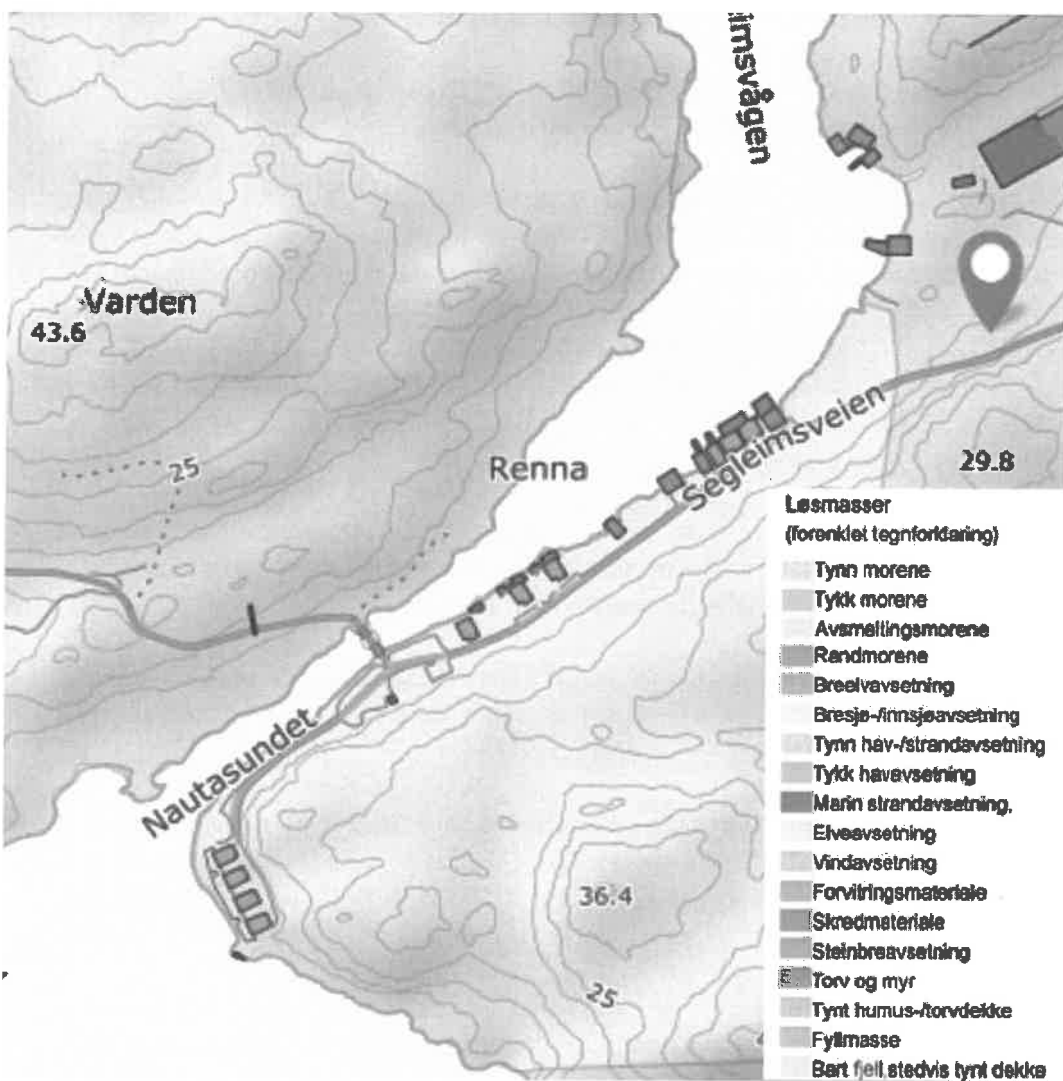 imsvågen
Varden
43.6
25
Renna
Segleimsveien
29.8
Nautasundet
36.4
25
Løsmasser
(forenklet tegnforklaring)
Tynn morene
Tykk morene
Avsmeltingsmorene
Randmorene
Breelvavsetning
Bresjø-/innsjøavsetning
Tynn hav-/strandavsetning
Tykk havavsetning
Marin strandavsetning,
Elveavsetning
Vindavsetning
Forvitringsmateriale
Skredmateriale
Steinbreavsetning
Torv og myr
Tynt humus-/torvdekke
Fyllmasse
Bart fjell, stedvis tynt dekke